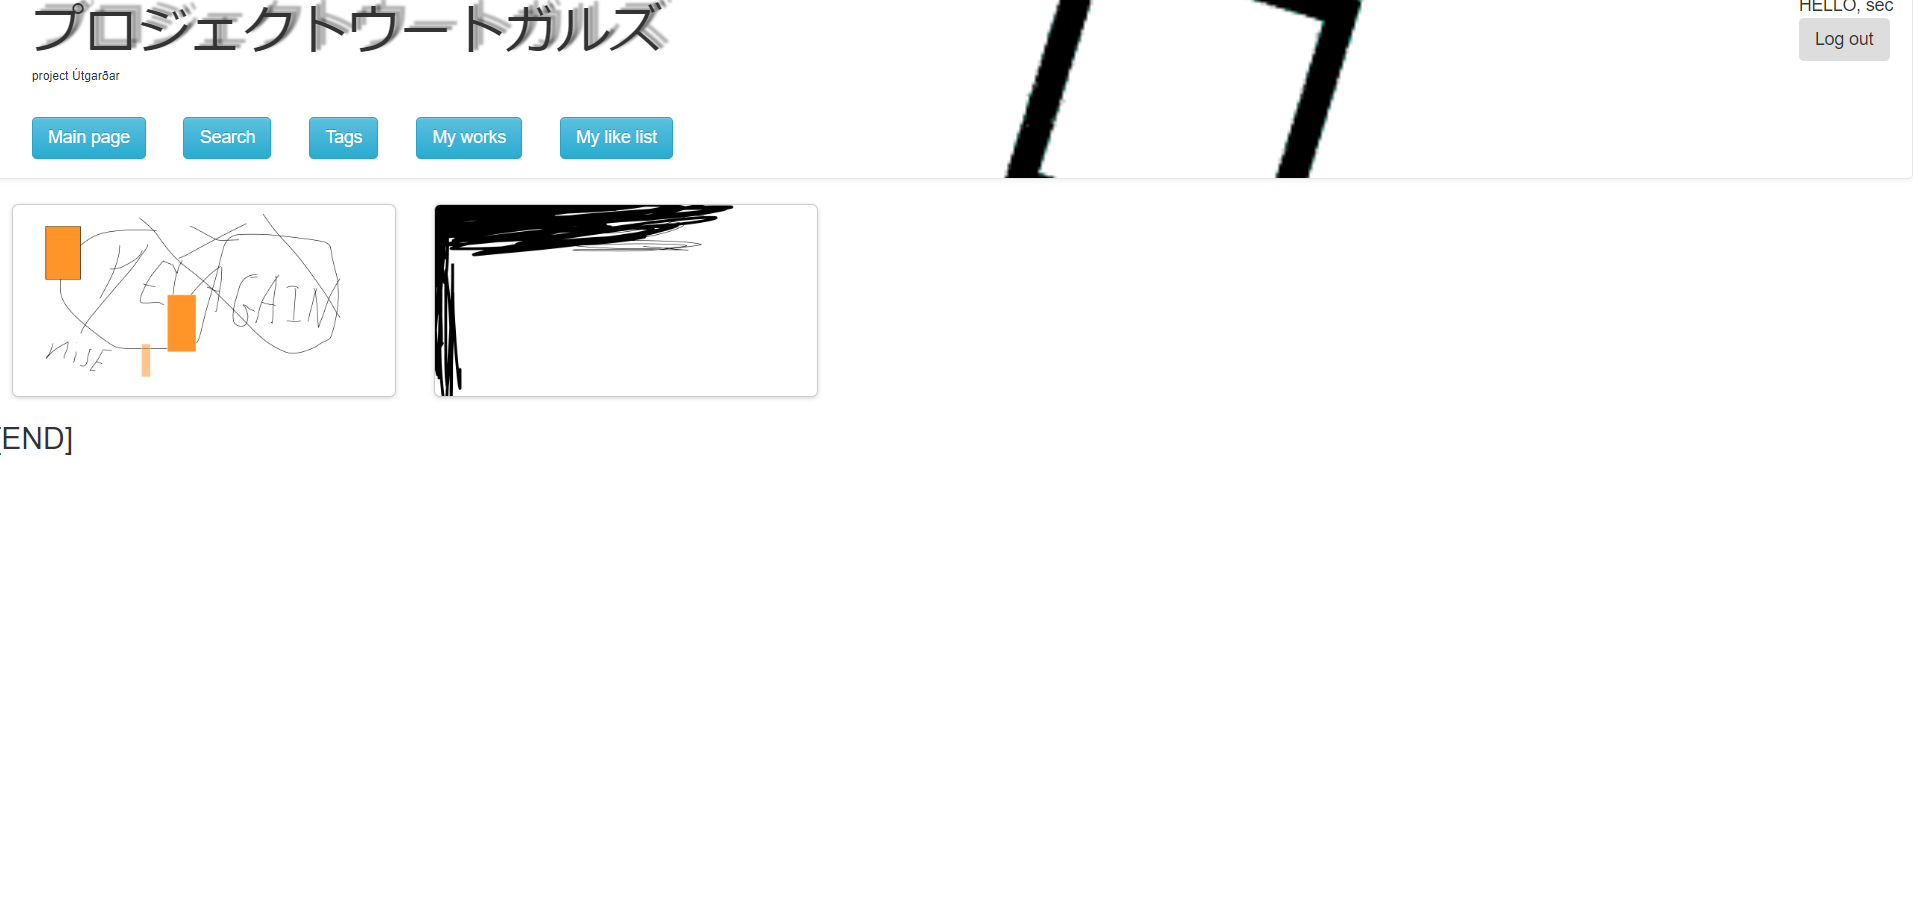 プロジェクトウートガルズ
HELLO, sec
Log out
project Útgarðar
Main page
Search
Tags
My works
My like list
AGAIN
[END]